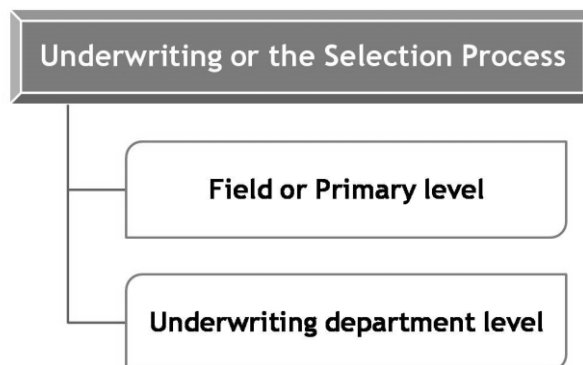 Underwriting or the Selection Process
Field or Primary level
Underwriting department level